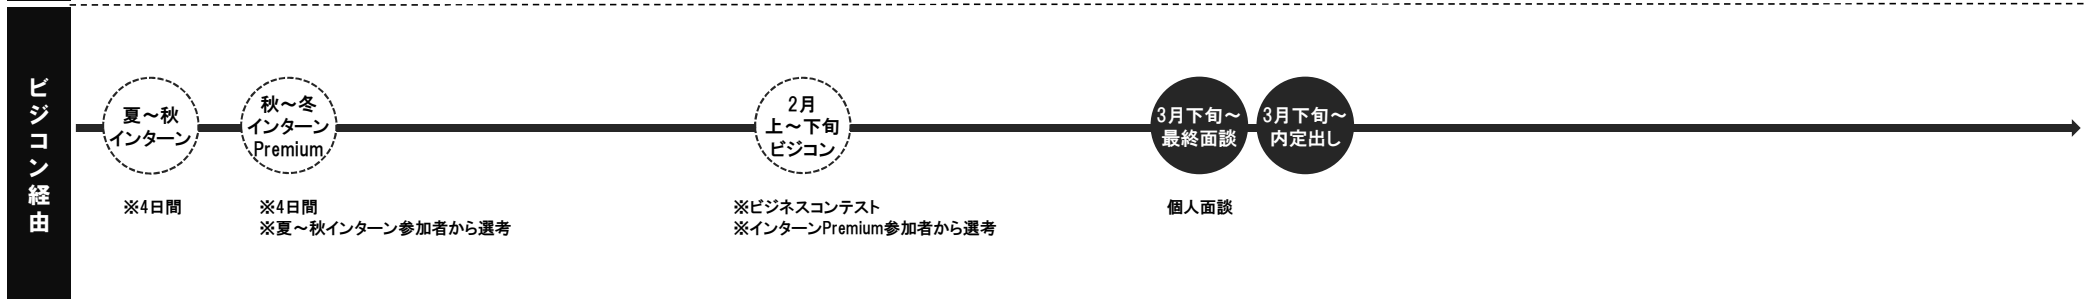 ビジコン経由
夏～秋
インターン
秋～冬
インターン
Premium
2月
上～下旬
ビジコン
3月下旬～
最終面談
3月下旬～
内定出し
※4日間
※4日間
※夏～秋インターン参加者から選考
※ビジネスコンテスト
※インターンPremium参加者から選考
個人面談